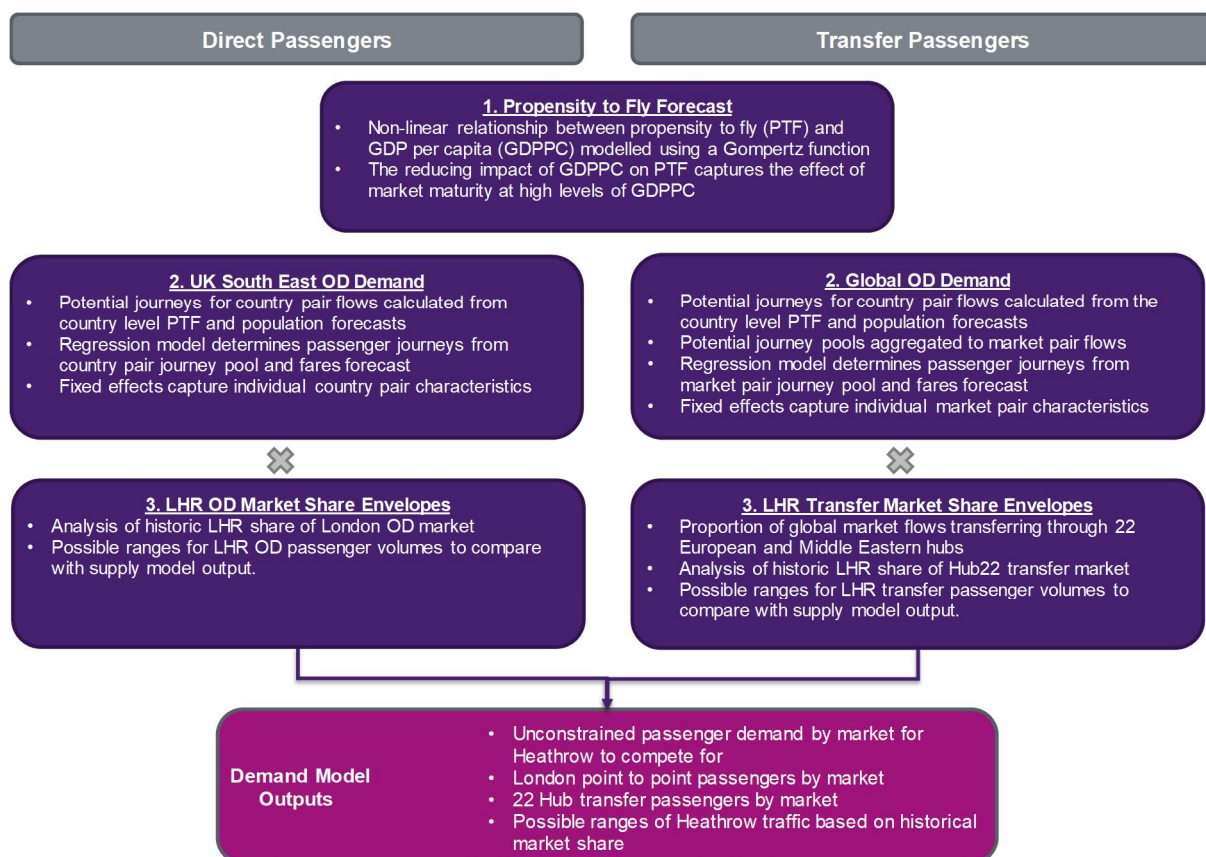 Direct Passengers
Transfer Passengers
1. Propensity to Fly Forecast
• Non-linear relationship between propensity to fly (PTF) and
GDP per capita (GDPPC) modelled using a Gompertz function
• The reducing impact of GDPPC on PTF captures the effect of
market maturity at high levels of GDPPC
2. UK South East OD Demand
• Potential journeys for country pair flows calculated from
country level PTF and population forecasts
• Regression model determines passenger journeys from
country pair journey pool and fares forecast
• Fixed effects capture individual country pair characteristics
2. Global OD Demand
• Potential journeys for country pair flows calculated from the
country level PTF and population forecasts
• Potential journey pools aggregated to market pair flows
• Regression model determines passenger journeys from
market pair journey pool and fares forecast
• Fixed effects capture individual market pair characteristics
3. LHR OD Market Share Envelopes
• Analysis of historic LHR share of London OD market
• Possible ranges for LHR OD passenger volumes to compare
with supply model output.
3. LHR Transfer Market Share Envelopes
• Proportion of global market flows transferring through 22
European and Middle Eastern hubs
• Analysis of historic LHR share of Hub22 transfer market
• Possible ranges for LHR transfer passenger volumes to
compare with supply model output.
Demand Model
Outputs
• Unconstrained passenger demand by market for
Heathrow to compete for
• London point to point passengers by market
• 22 Hub transfer passengers by market
• Possible ranges of Heathrow traffic based on historical
market share